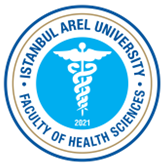 • ISTANBUL AREL UNIVERSITY •
FACULTY OF HEALTH SCIENCES
2021